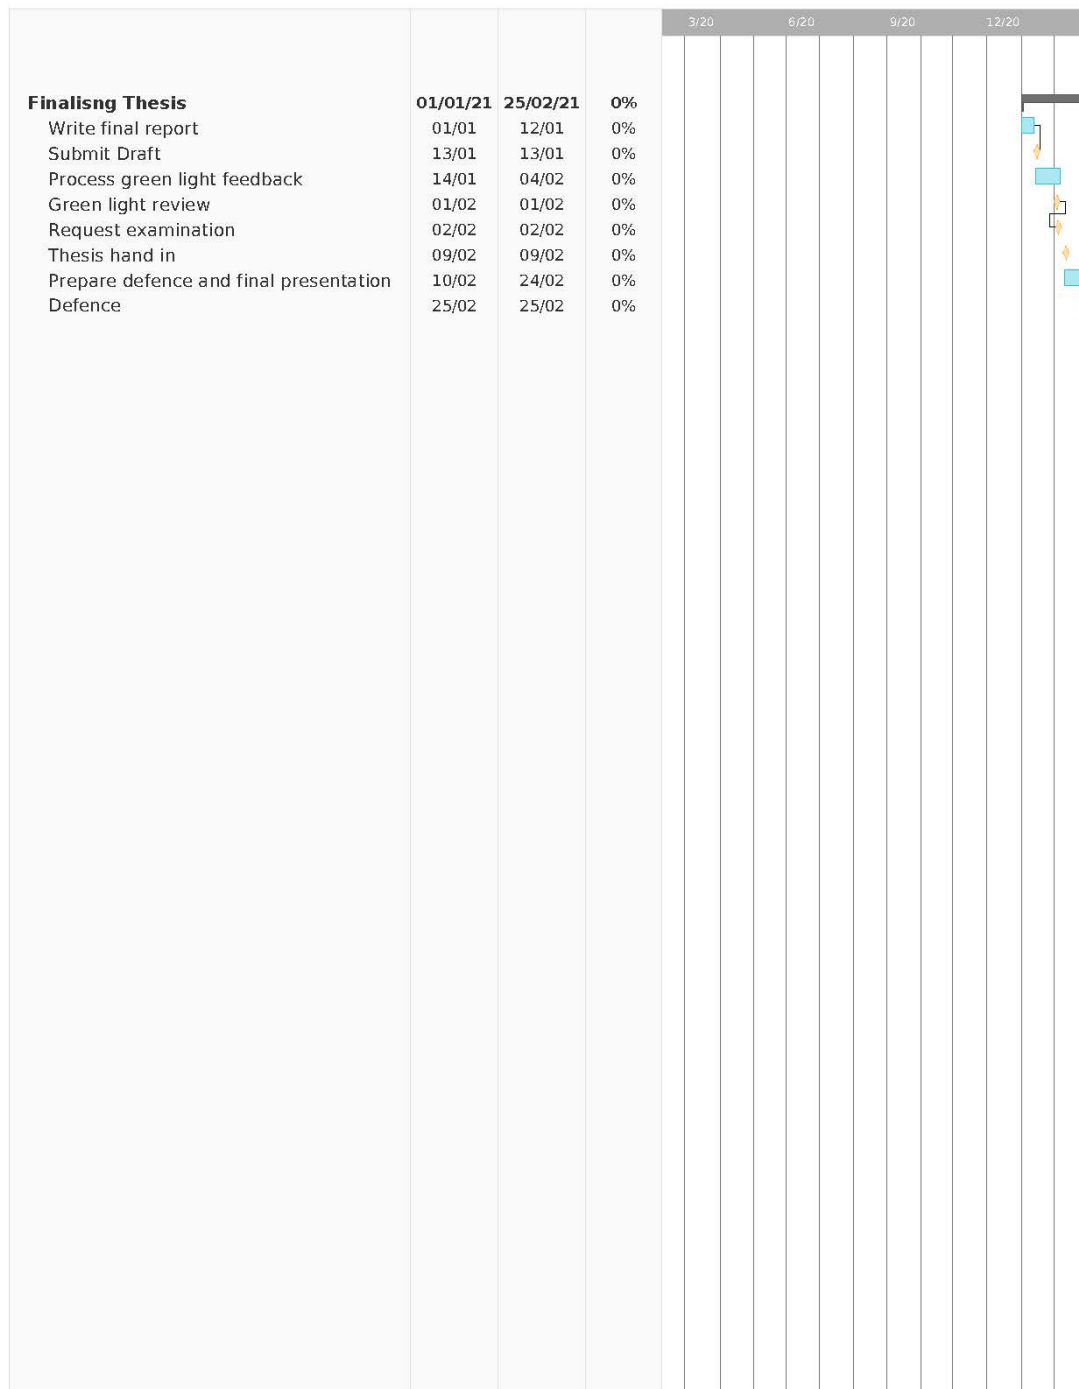 3/20 6/20 9/20 12/20
Finalisng Thesis 01/01/21 25/02/21 0%
Write final report 01/01 12/01 0%
Submit Draft 13/01 13/01 0%
Process green light feedback 14/01 04/02 0%
Green light review 01/02 01/02 0%
Request examination 02/02 02/02 0%
Thesis hand in 09/02 09/02 0%
Prepare defence and final presentation 10/02 24/02 0%
Defence 25/02 25/02 0%